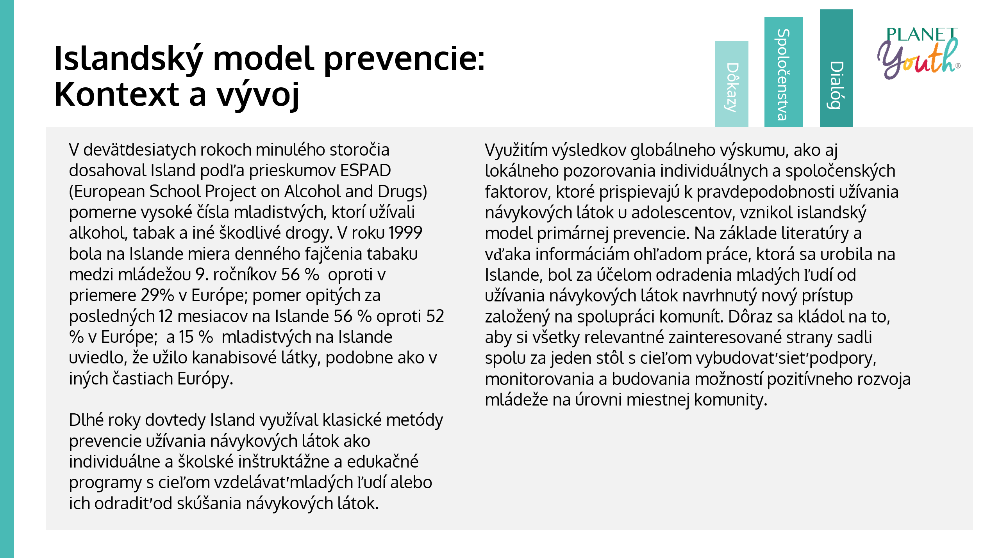 Islandský model prevencie:
Kontext a vývoj
Dôkazy
Spoločenstva
Dialóg
PLANET
Youth®
V deväťdesiatych rokoch minulého storočia
dosahoval Island podľa prieskumov ESPAD
(European School Project on Alcohol and Drugs)
pomerne vysoké čísla mladistvých, ktorí užívali
alkohol, tabak a iné škodlivé drogy. V roku 1999
bola na Islande miera denného fajčenia tabaku
medzi mládežou 9. ročníkov 56 %  oproti v
priemere 29% v Európe; pomer opitých za
posledných 12 mesiacov na Islande 56 % oproti 52
% v Európe;  a 15 %  mladistvých na Islande
uviedlo, že užilo kanabisové látky, podobne ako v
iných častiach Európy.
Dlhé roky dovtedy Island využíval klasické metódy
prevencie užívania návykových látok ako
individuálne a školské inštruktážne a edukačné
programy s cieľom vzdelávať mladých ľudí alebo
ich odradiť od skúšania návykových látok.
Využitím výsledkov globálneho výskumu, ako aj
lokálneho pozorovania individuálnych a spoločenských
faktorov, ktoré prispievajú k pravdepodobnosti užívania
návykových látok u adolescentov, vznikol islandský
model primárnej prevencie. Na základe literatúry a
vďaka informáciám ohľadom práce, ktorá sa urobila na
Islande, bol za účelom odradenia mladých ľudí od
užívania návykových látok navrhnutý nový prístup
založený na spolupráci komunít. Dôraz sa kládol na to,
aby si všetky relevantné zainteresované strany sadli
spolu za jeden stôl s cieľom vybudovať sieť podpory,
monitorovania a budovania možností pozitívneho rozvoja
mládeže na úrovni miestnej komunity.